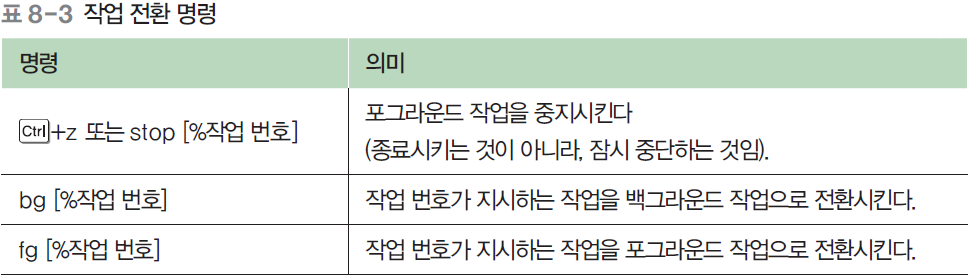 표 8-3 작업 전환 명령
명령 의미
Ctrl+z 또는 stop [%작업 번호] 포그라운드 작업을 중지시킨다
(종료시키는 것이 아니라, 잠시 중단하는 것임).
bg [%작업 번호] 작업 번호가 지시하는 작업을 백그라운드 작업으로 전환시킨다.
fg [%작업 번호] 작업 번호가 지시하는 작업을 포그라운드 작업으로 전환시킨다.